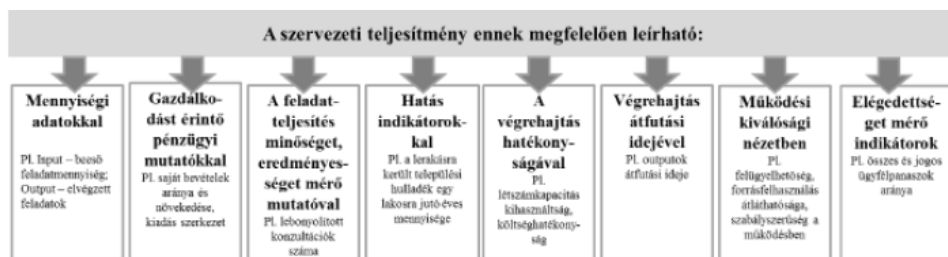 A szervezeti teljesítmény ennek megfelelően leírható:
Mennyiségi
adatokkal
Pl. Input – beeső
feladatmennyiség;
Output – elvégzett
feladatok
Gazdálko-
dást érintő
pénzügyi
mutatókkal
Pl. saját bevételek
aránya és
növekedése,
kiadás szerkezet
A feladat-
teljesítés
minőséget,
eredményes-
séget mérő
mutatóval
Pl. lebonyolított
konzultációk
száma
Hatás
indikátorok-
kal
Pl. a lerakásra
került települési
hulladék egy
lakosra jutó éves
mennyisége
A
végrehajtás
hatékony-
ságával
Pl.
létszámkapacitás
kihasználtság,
költséghatékony-
ság
Végrehajtás
átfutási
idejével
Pl. outputok
átfutási ideje
Működési
kiválósági
nézetben
Pl.
felügyelhetőség,
forrásfelhasználás
átláthatósága,
szabályszerűség a
működésben
Elégedettsé-
get mérő
indikátorok
Pl. összes és jogos
ügyfélpanaszok
aránya